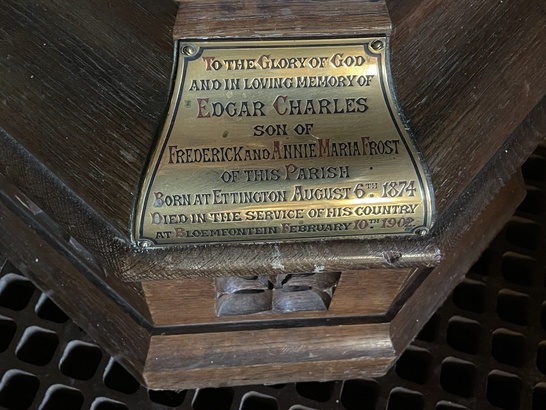 TO THE GLORY OF GOD
AND IN LOVING MEMORY OF
EDGAR CHARLES
SON OF
FREDERICK AND ANNIE MARIA FROST
OF THIS PARISH
BORN AT ETTINGTON AUGUST 6TH. 1874
DIED IN THE SERVICE OF HIS COUNTRY
AT BLOEMFONTEIN FEBRUARY 10TH 1902